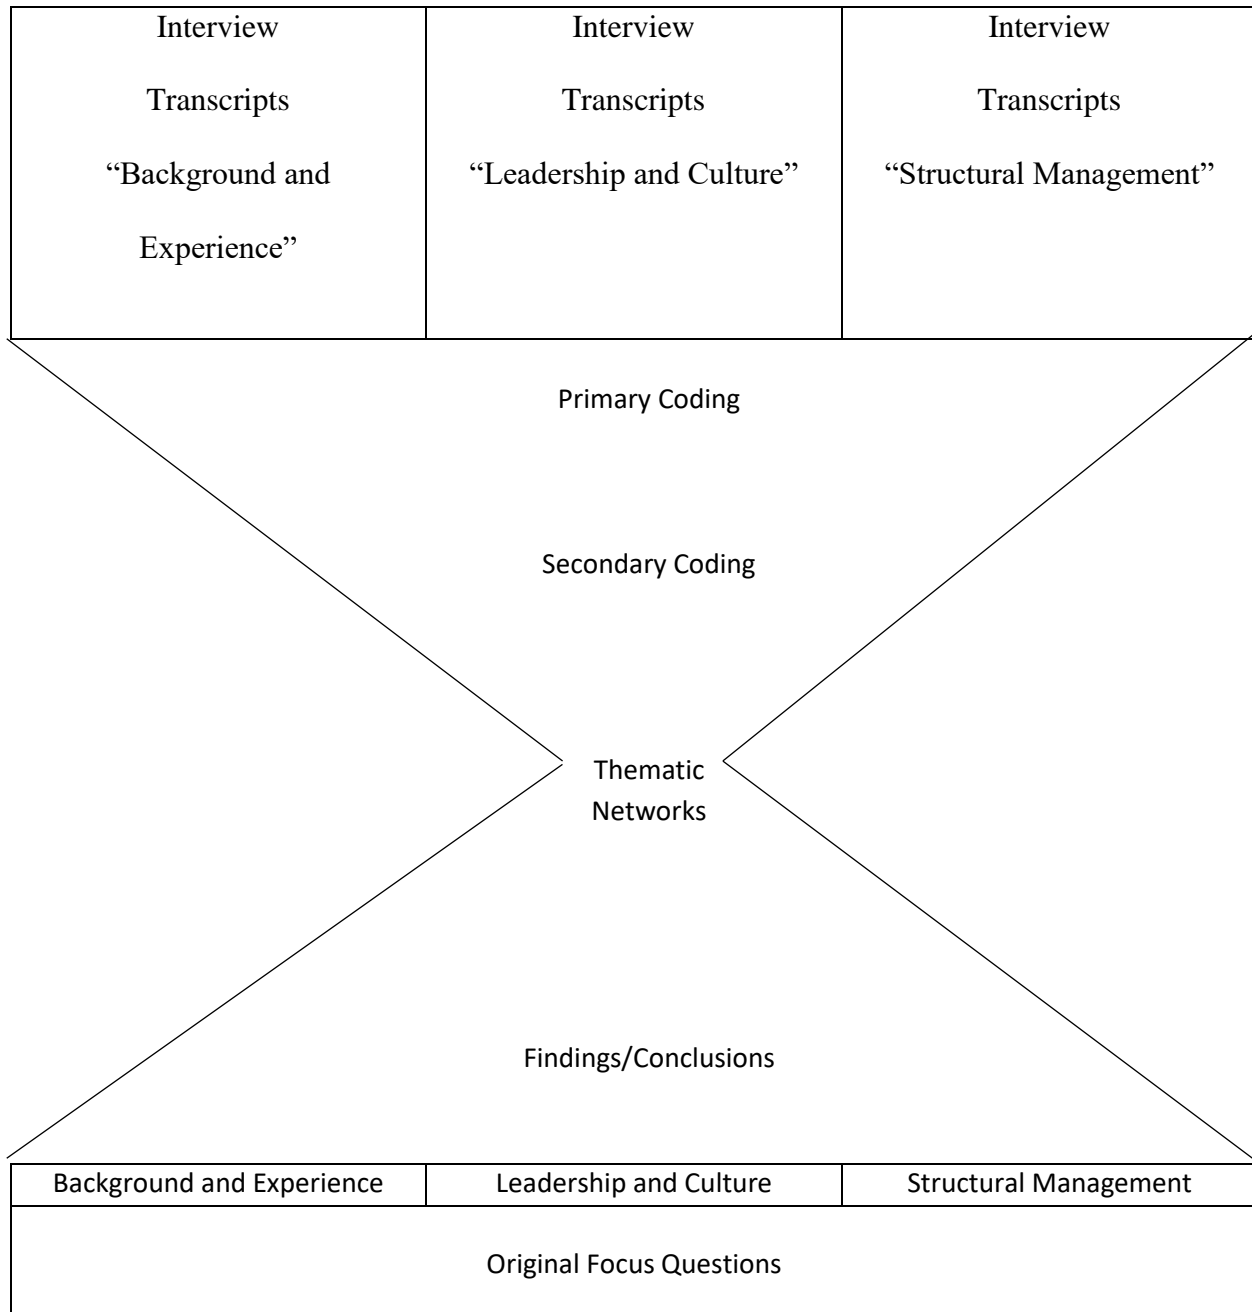 Interview
Transcripts
“Background and
Experience”
Interview
Transcripts
“Leadership and Culture”
Interview
Transcripts
“Structural Management”
Primary Coding
Secondary Coding
Thematic
Networks
Findings/Conclusions
Background and Experience
Leadership and Culture
Structural Management
Original Focus Questions